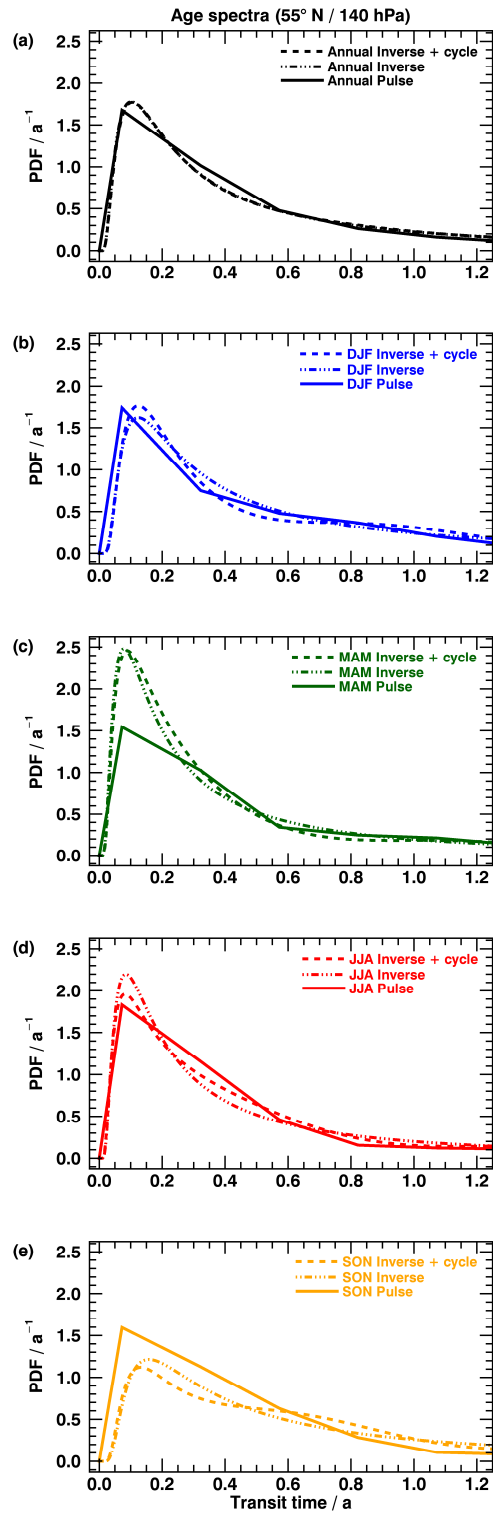 Age spectra (55° N / 140 hPa)
(a)
Annual Inverse + cycle
Annual Inverse
Annual Pulse
PDF / a⁻¹
2.5
2.0
1.5
1.0
0.5
0.0
0.0 0.2 0.4 0.6 0.8 1.0 1.2
(b)
DJF Inverse + cycle
DJF Inverse
DJF Pulse
PDF / a⁻¹
2.5
2.0
1.5
1.0
0.5
0.0
0.0 0.2 0.4 0.6 0.8 1.0 1.2
(c)
MAM Inverse + cycle
MAM Inverse
MAM Pulse
PDF / a⁻¹
2.5
2.0
1.5
1.0
0.5
0.0
0.0 0.2 0.4 0.6 0.8 1.0 1.2
(d)
JJA Inverse + cycle
JJA Inverse
JJA Pulse
PDF / a⁻¹
2.5
2.0
1.5
1.0
0.5
0.0
0.0 0.2 0.4 0.6 0.8 1.0 1.2
(e)
SON Inverse + cycle
SON Inverse
SON Pulse
PDF / a⁻¹
2.5
2.0
1.5
1.0
0.5
0.0
0.0 0.2 0.4 0.6 0.8 1.0 1.2
Transit time / a